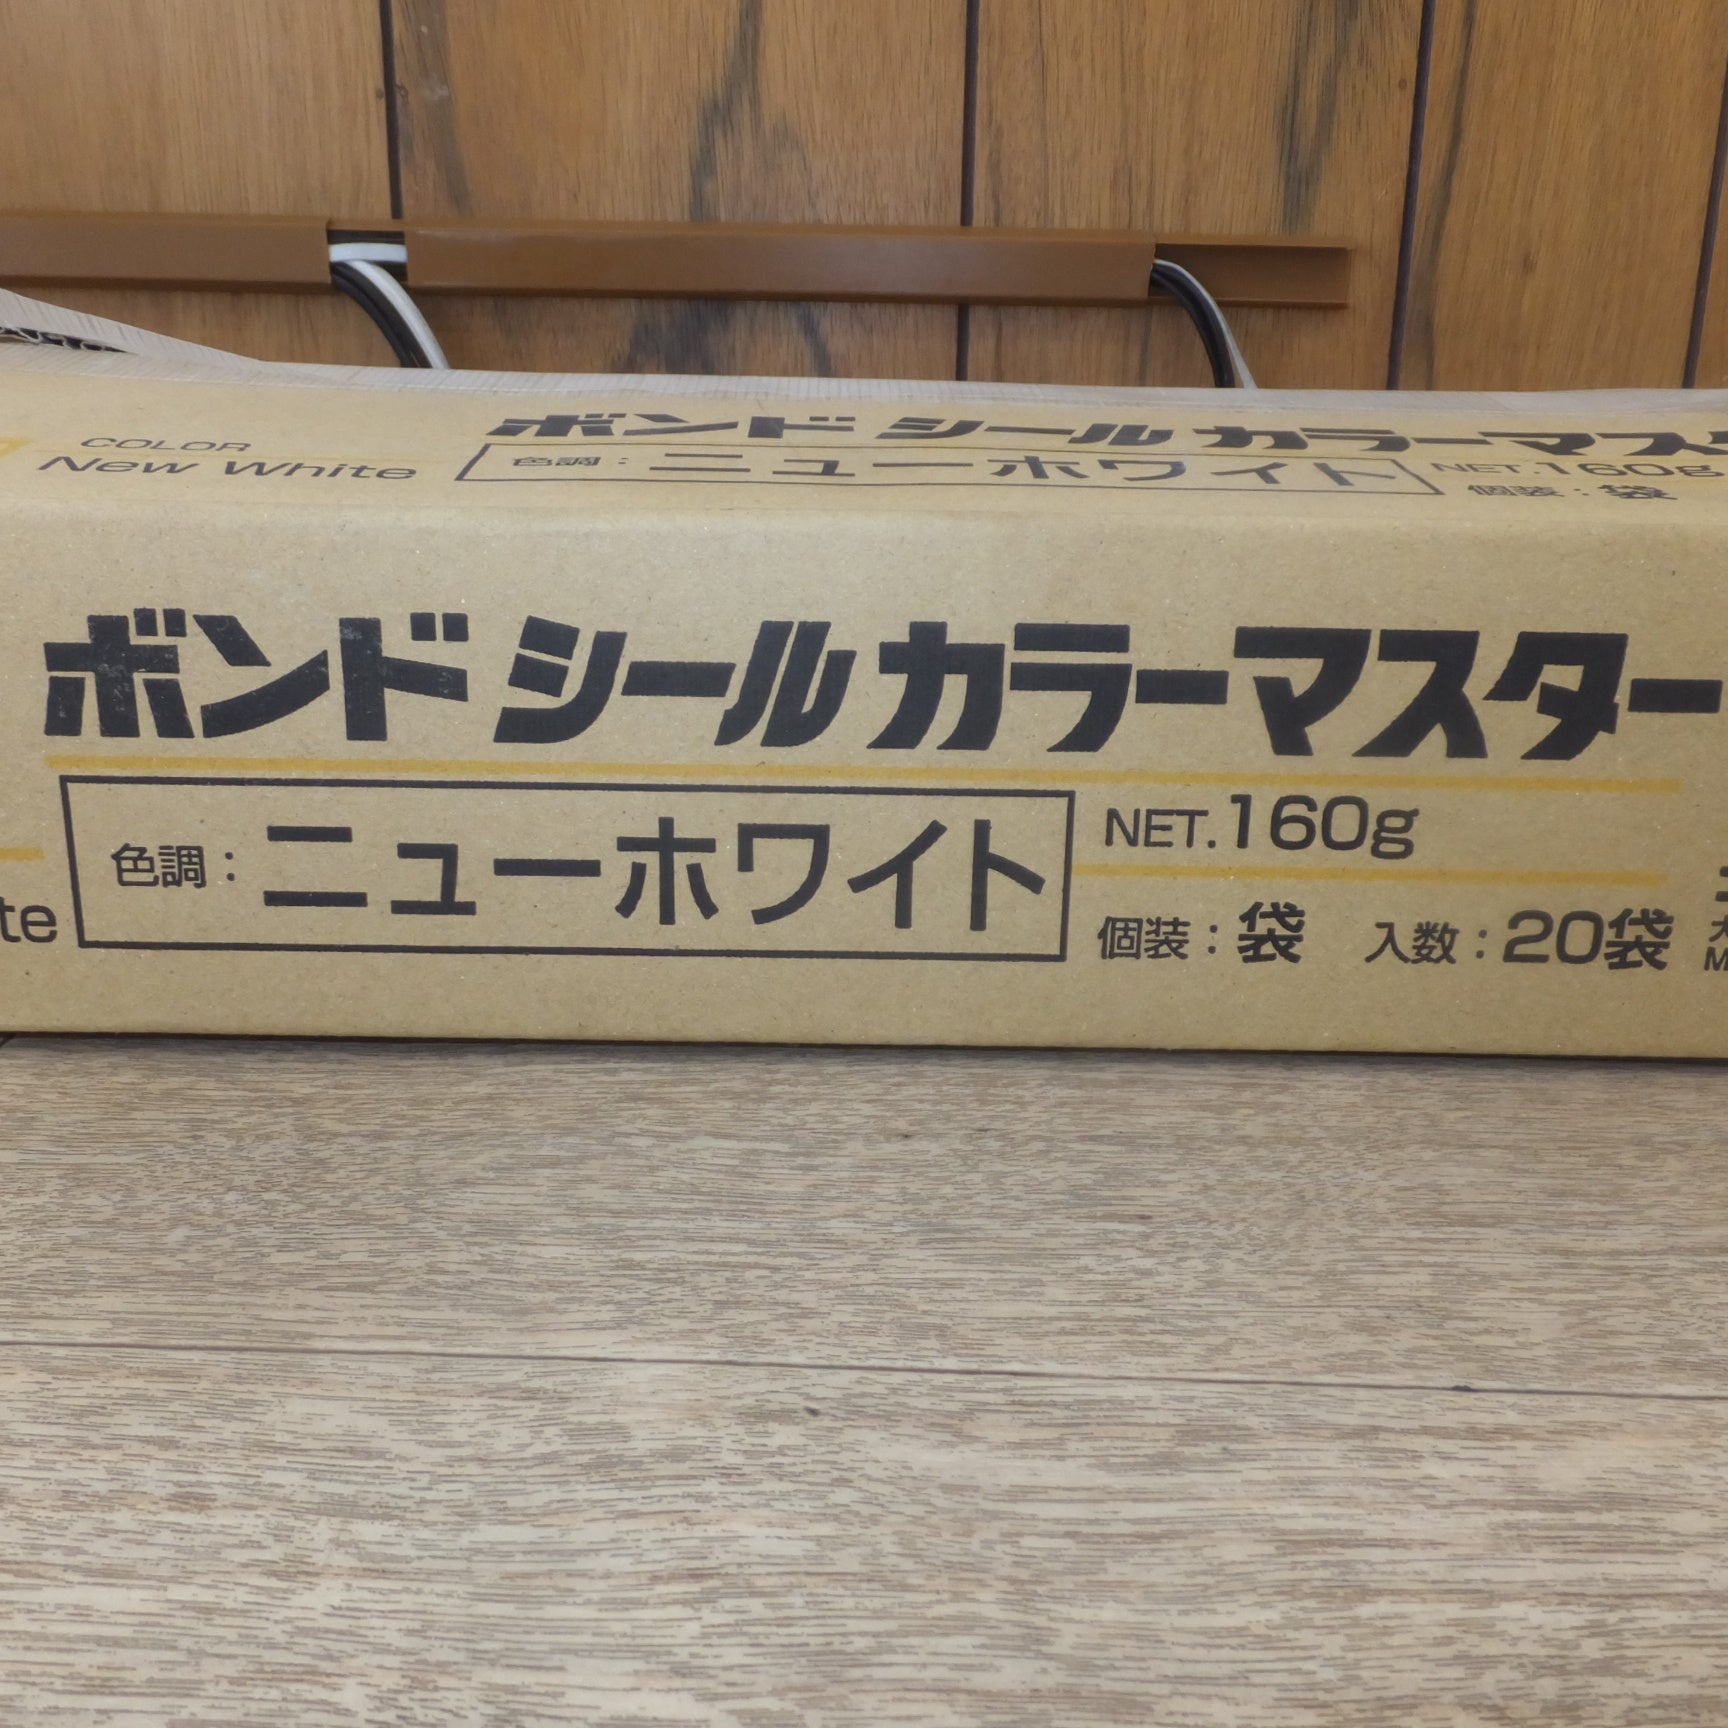 COLOR
New White
ボンド シール カラーマス
色調：ニューホワイト
NET.160g
個装：袋
ボンド シール カラーマスター
色調：ニューホワイト
NET.160g
個装：袋 入数：20袋
te